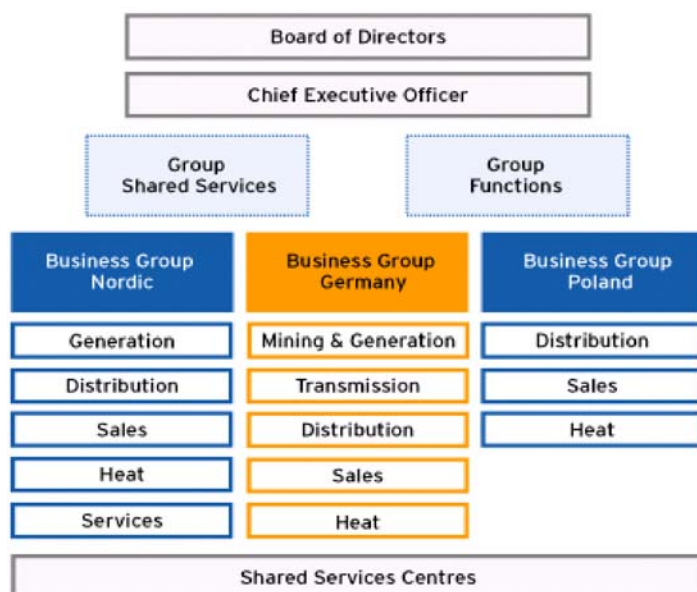 Board of Directors
Chief Executive Officer
Group
Shared Services
Group
Functions
Business Group
Nordic
Business Group
Germany
Business Group
Poland
Generation
Distribution
Sales
Heat
Services
Mining & Generation
Transmission
Distribution
Sales
Heat
Distribution
Sales
Heat
Shared Services Centres